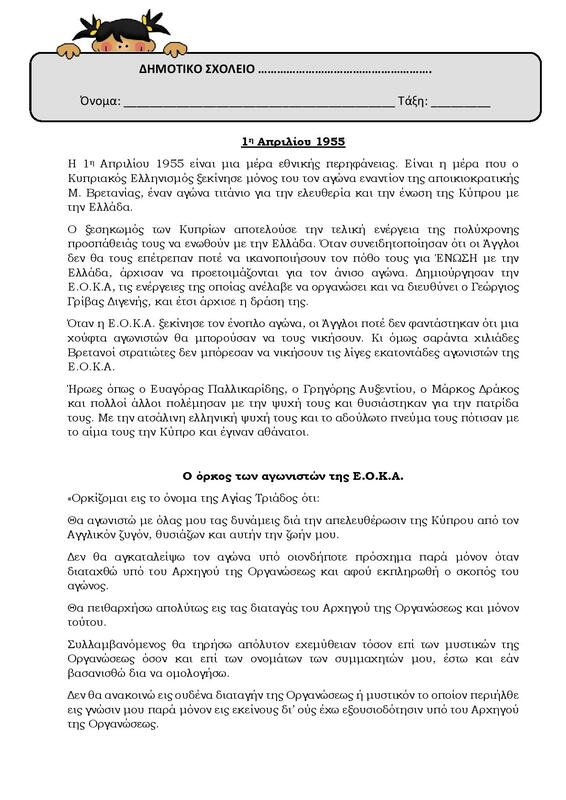 ΔΗΜΟΤΙΚΟ ΣΧΟΛΕΙΟ ……………………………………………….
Όνομα: ________________________________________ Τάξη: _________
1η Απριλίου 1955
Η 1η Απριλίου 1955 είναι μια μέρα εθνικής περηφάνειας. Είναι η μέρα που ο
Κυπριακός Ελληνισμός ξεκίνησε μόνος του τον αγώνα εναντίον της αποικιοκρατικής
Μ. Βρετανίας, έναν αγώνα τιτάνιο για την ελευθερία και την ένωση της Κύπρου με
την Ελλάδα.
Ο ξεσηκωμός των Κυπρίων αποτελούσε την τελική ενέργεια της πολύχρονης
προσπάθειάς τους να ενωθούν με την Ελλάδα. Όταν συνειδητοποίησαν ότι οι Άγγλοι
δεν θα τους επέτρεπαν ποτέ να ικανοποιήσουν τον πόθο τους για ΈΝΩΣΗ με την
Ελλάδα, άρχισαν να προετοιμάζονται για τον άνισο αγώνα. Δημιούργησαν την
Ε.Ο.Κ.Α, τις ενέργειες της οποίας ανέλαβε να οργανώσει και να διευθύνει ο Γεώργιος
Γρίβας Διγενής, και έτσι άρχισε η δράση της.
Όταν η Ε.Ο.Κ.Α. ξεκίνησε τον ένοπλο αγώνα, οι Άγγλοι ποτέ δεν φαντάστηκαν ότι μια
χούφτα αγωνιστών θα μπορούσαν να τους νικήσουν. Κι όμως σαράντα χιλιάδες
Βρετανοί στρατιώτες δεν μπόρεσαν να νικήσουν τις λίγες εκατοντάδες αγωνιστών της
Ε.Ο.Κ.Α.
Ήρωες όπως ο Ευαγόρας Παλλικαρίδης, ο Γρηγόρης Αυξεντίου, ο Μάρκος Δράκος
και πολλοί άλλοι πολέμησαν με την ψυχή τους και θυσιάστηκαν για την πατρίδα
τους. Με την ατσάλινη ελληνική ψυχή τους και το αδούλωτο πνεύμα τους πότισαν με
το αίμα τους την Κύπρο και έγιναν αθάνατοι.
Ο όρκος των αγωνιστών της Ε.Ο.Κ.Α.
«Ορκίζομαι εις το όνομα της Αγίας Τριάδος ότι:
Θα αγωνιστώ με όλας μου τας δυνάμεις διά την απελευθέρωσιν της Κύπρου από τον
Αγγλικόν ζυγόν, θυσιάζων και αυτήν την ζωήν μου.
Δεν θα αγκαταλείψω τον αγώνα υπό οιονδήποτε πρόσχημα παρά μόνον όταν
διαταχθώ υπό του Αρχηγού της Οργανώσεως και αφού εκπληρωθή ο σκοπός του
αγώνος.
Θα πειθαρχήσω απολύτως εις τας διαταγάς του Αρχηγού της Οργανώσεως και μόνον
τούτου.
Συλλαμβανόμενος θα τηρήσω απόλυτον εχεμύθειαν τόσον επί των μυστικών της
Οργανώσεως όσον και επί των ονομάτων των συμμαχητών μου, έστω και εάν
βασανισθώ δια να ομολογήσω.
Δεν θα ανακοινώ εις ουδένα διαταγήν της Οργανώσεως ή μυστικόν το οποίον περιήλθε
εις γνώσιν μου παρά μόνον εις εκείνους δι’ ούς έχω εξουσιοδότησιν υπό του Αρχηγού
της Οργανώσεως.